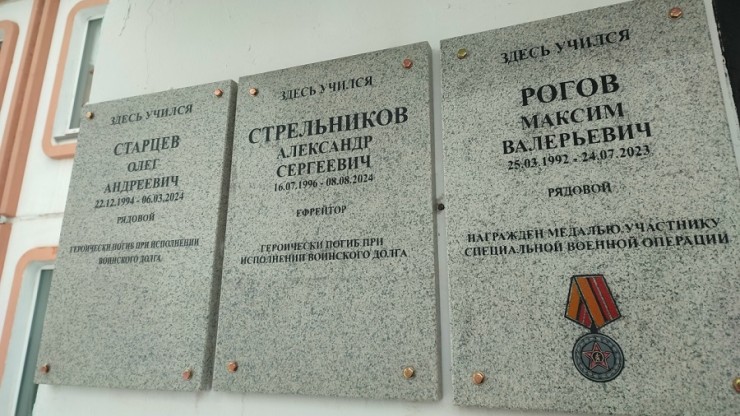 ЗДЕСЬ УЧИЛСЯ
СТАРЦЕВ
ОЛЕГ
АНДРЕЕВИЧ
22.12.1994 - 06.03.2024
РЯДОВОЙ
ГЕРОИЧЕСКИ ПОГИБ ПРИ ИСПОЛНЕНИИ
ВОИНСКОГО ДОЛГА
ЗДЕСЬ УЧИЛСЯ
СТРЕЛЬНИКОВ
АЛЕКСАНДР
СЕРГЕЕВИЧ
16.07.1996 - 08.08.2024
ЕФРЕЙТОР
ГЕРОИЧЕСКИ ПОГИБ ПРИ
ИСПОЛНЕНИИ ВОИНСКОГО ДОЛГА
ЗДЕСЬ УЧИЛСЯ
РОГОВ
МАКСИМ
ВАЛЕРЬЕВИЧ
25.03.1992 - 24.07.2023
РЯДОВОЙ
НАГРАЖДЕН МЕДАЛЬЮ УЧАСТНИКУ
СПЕЦИАЛЬНОЙ ВОЕННОЙ ОПЕРАЦИИ